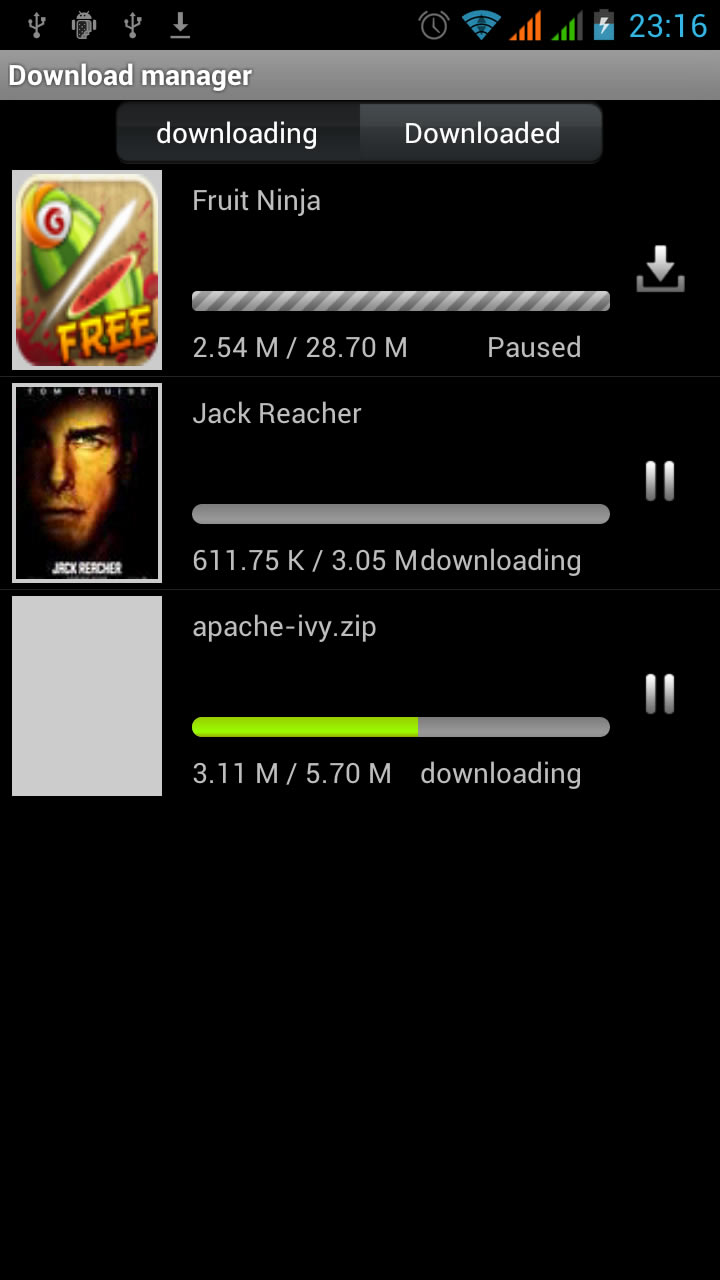 23:16
Download manager
downloading Downloaded
Fruit Ninja
G
FREE
2.54 M / 28.70 M Paused
TOM CRUISE
Jack Reacher
JACK REACHER
611.75 K / 3.05 M downloading
apache-ivy.zip
3.11 M / 5.70 M downloading